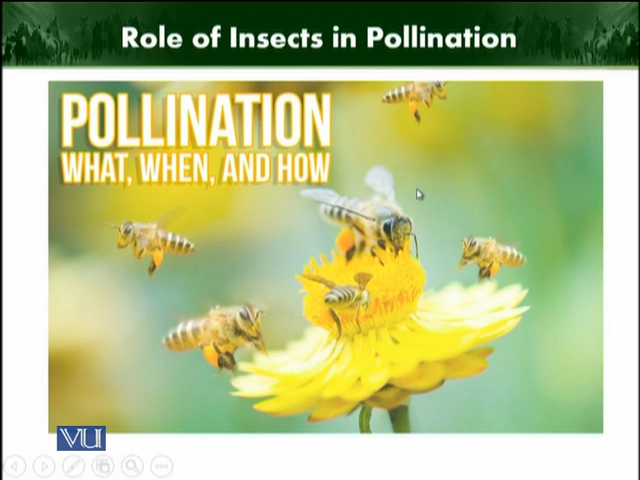 Role of Insects in Pollination
POLLINATION
WHAT, WHEN, AND HOW
VU